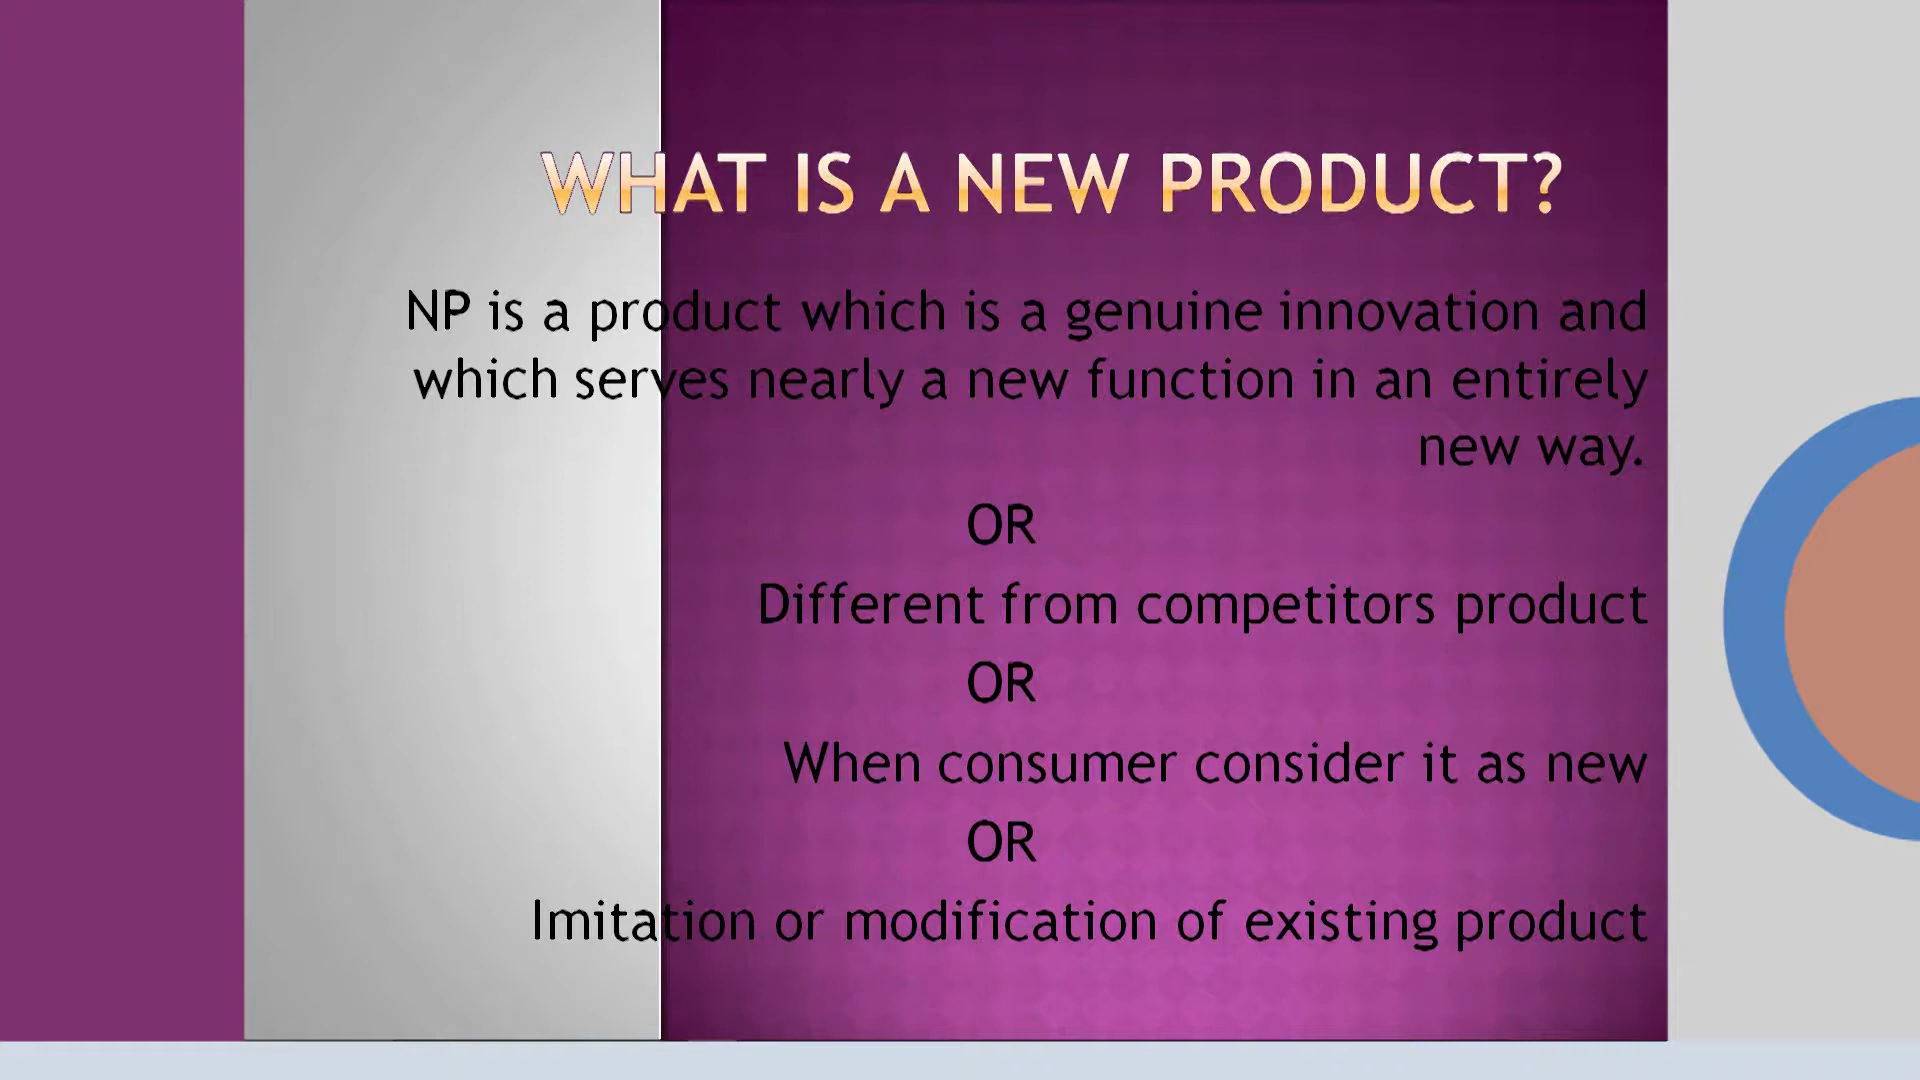 WHAT IS A NEW PRODUCT?
NP is a product which is a genuine innovation and
which serves nearly a new function in an entirely
new way.
OR
Different from competitors product
OR
When consumer consider it as new
OR
Imitation or modification of existing product